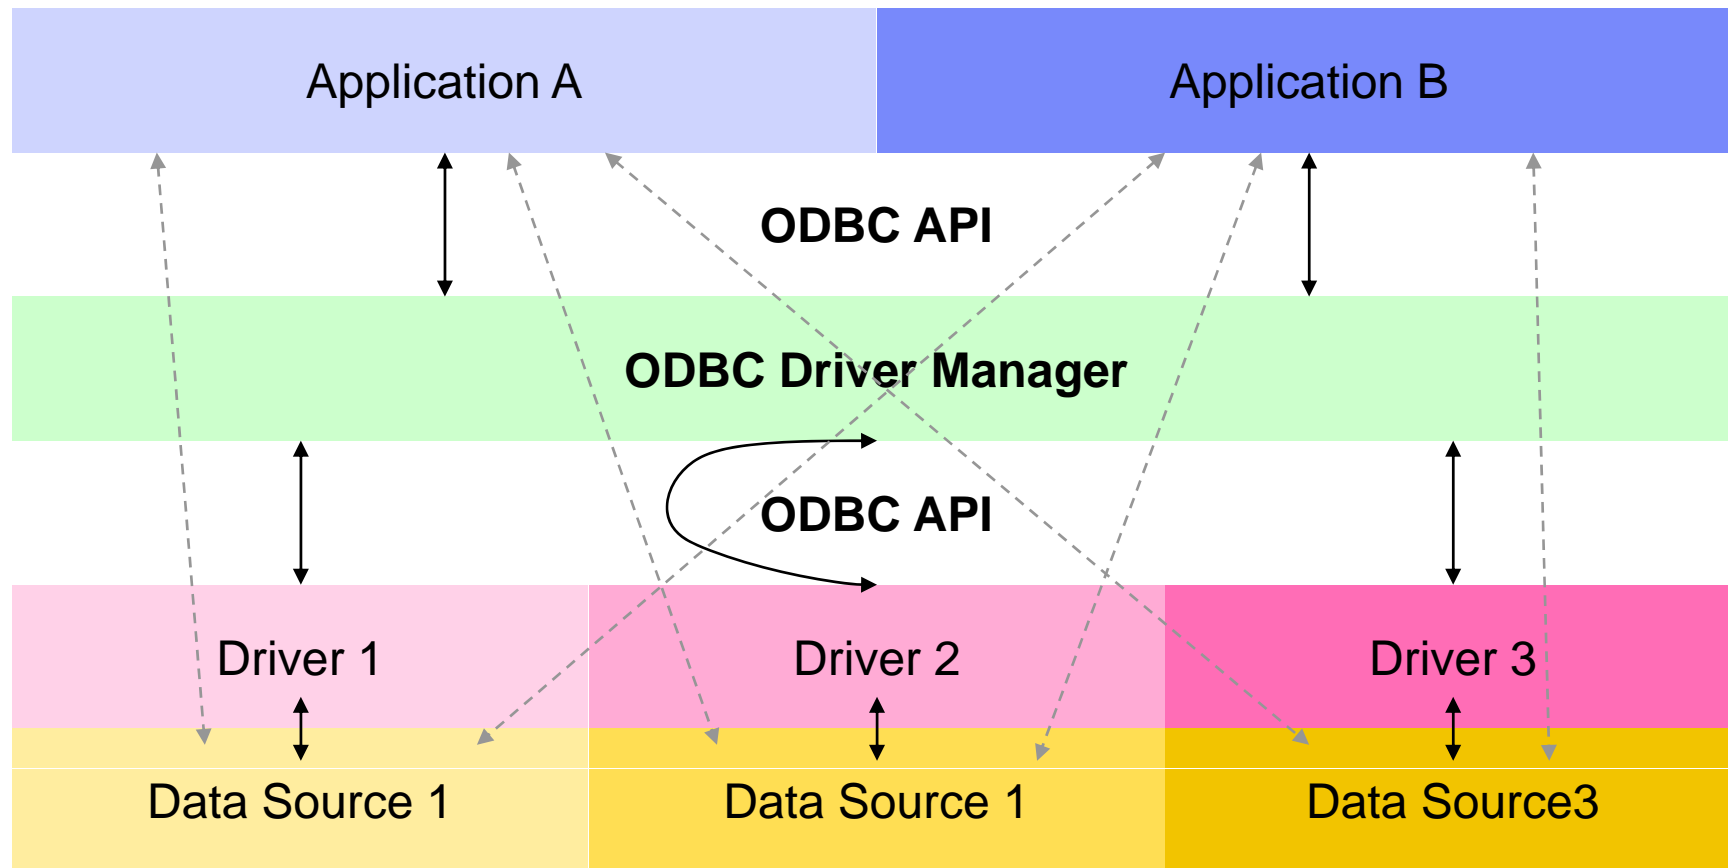 Application A
Application B
ODBC API
ODBC Driver Manager
ODBC API
Driver 1
Driver 2
Driver 3
Data Source 1
Data Source 1
Data Source3